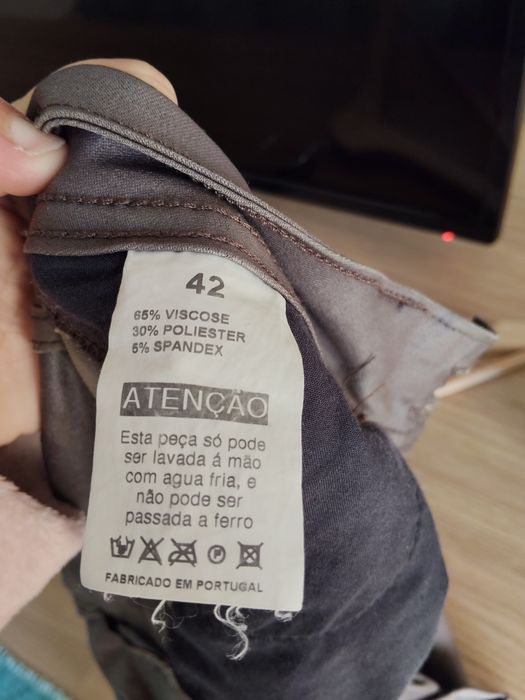 42
65% VISCOSE
30% POLIESTER
5% SPANDEX
ATENÇÃO
Esta peça só pode
ser lavada á mão
com agua fria, e
não pode ser
passada a ferro
P
FABRICADO EM PORTUGAL